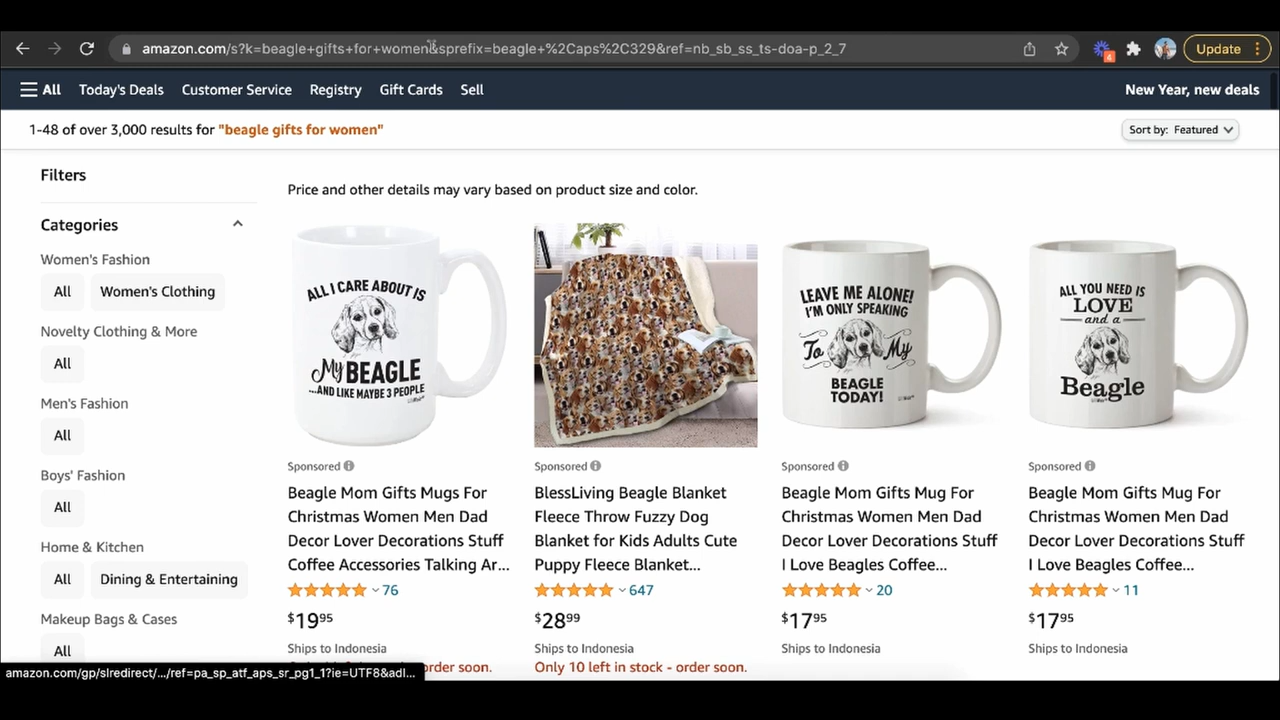 amazon.com/s?k=beagle+gifts+for+women&sprefix=beagle+%2Caps%2C329&ref=nb_sb_ss_ts-doa-p_2_7
4
Update
All
Today's Deals
Customer Service
Registry
Gift Cards
Sell
New Year, new deals
1-48 of over 3,000 results for "beagle gifts for women"
Sort by: Featured
Filters
Price and other details may vary based on product size and color.
Categories
Women's Fashion
All
Women's Clothing
Novelty Clothing & More
All
Men's Fashion
All
Boys' Fashion
All
Home & Kitchen
All
Dining & Entertaining
Makeup Bags & Cases
All
ALL I CARE ABOUT IS
My BEAGLE
...AND LIKE MAYBE 3 PEOPLE
Sponsored
Beagle Mom Gifts Mugs For
Christmas Women Men Dad
Decor Lover Decorations Stuff
Coffee Accessories Talking Ar...
76
$1995
Ships to Indonesia
order soon.
Sponsored
BlessLiving Beagle Blanket
Fleece Throw Fuzzy Dog
Blanket for Kids Adults Cute
Puppy Fleece Blanket...
647
$2899
Ships to Indonesia
Only 10 left in stock - order soon.
LEAVE ME ALONE!
I'M ONLY SPEAKING
To My
BEAGLE
TODAY!
Sponsored
Beagle Mom Gifts Mug For
Christmas Women Men Dad
Decor Lover Decorations Stuff
I Love Beagles Coffee...
20
$1795
Ships to Indonesia
ALL YOU NEED IS
LOVE
and a
Beagle
Sponsored
Beagle Mom Gifts Mug For
Christmas Women Men Dad
Decor Lover Decorations Stuff
I Love Beagles Coffee...
11
$1795
Ships to Indonesia
amazon.com/gp/slredirect/.../ref=pa_sp_atf_aps_sr_pg1_1?ie=UTF8&adI...